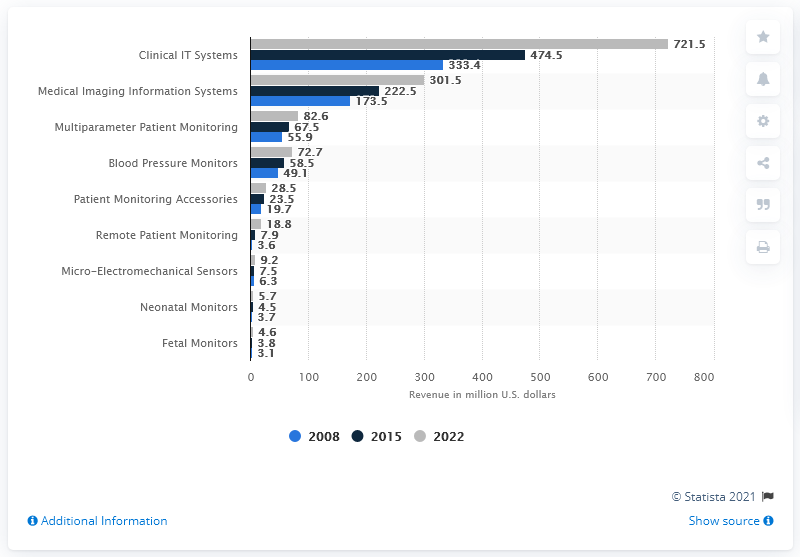 Clinical IT Systems
721.5
474.5
333.4
Medical Imaging Information Systems
301.5
222.5
173.5
Multiparameter Patient Monitoring
82.6
67.5
55.9
Blood Pressure Monitors
72.7
58.5
49.1
Patient Monitoring Accessories
28.5
23.5
19.7
Remote Patient Monitoring
18.8
7.9
3.6
Micro-Electromechanical Sensors
9.2
7.5
6.3
Neonatal Monitors
5.7
4.5
3.7
Fetal Monitors
4.6
3.8
3.1
0 100 200 300 400 500 600 700 800
Revenue in million U.S. dollars
2008 2015 2022
© Statista 2021
Additional Information
Show source